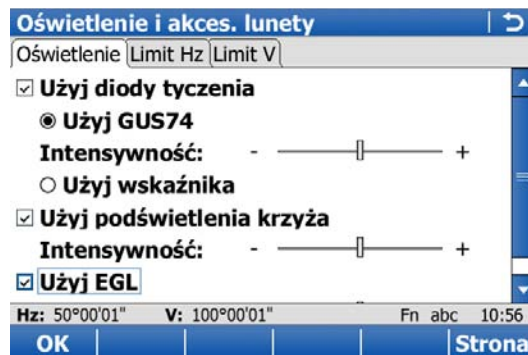 Oświetlenie i akces. lunety
Oświetlenie Limit Hz Limit V
Użyj diody tyczenia
Użyj GUS74
Intensywność: - +
Użyj wskaźnika
Użyj podświetlenia krzyża
Intensywność: - +
Użyj EGL
Hz: 50°00'01" V: 100°00'01" Fn abc 10:56
OK Strona